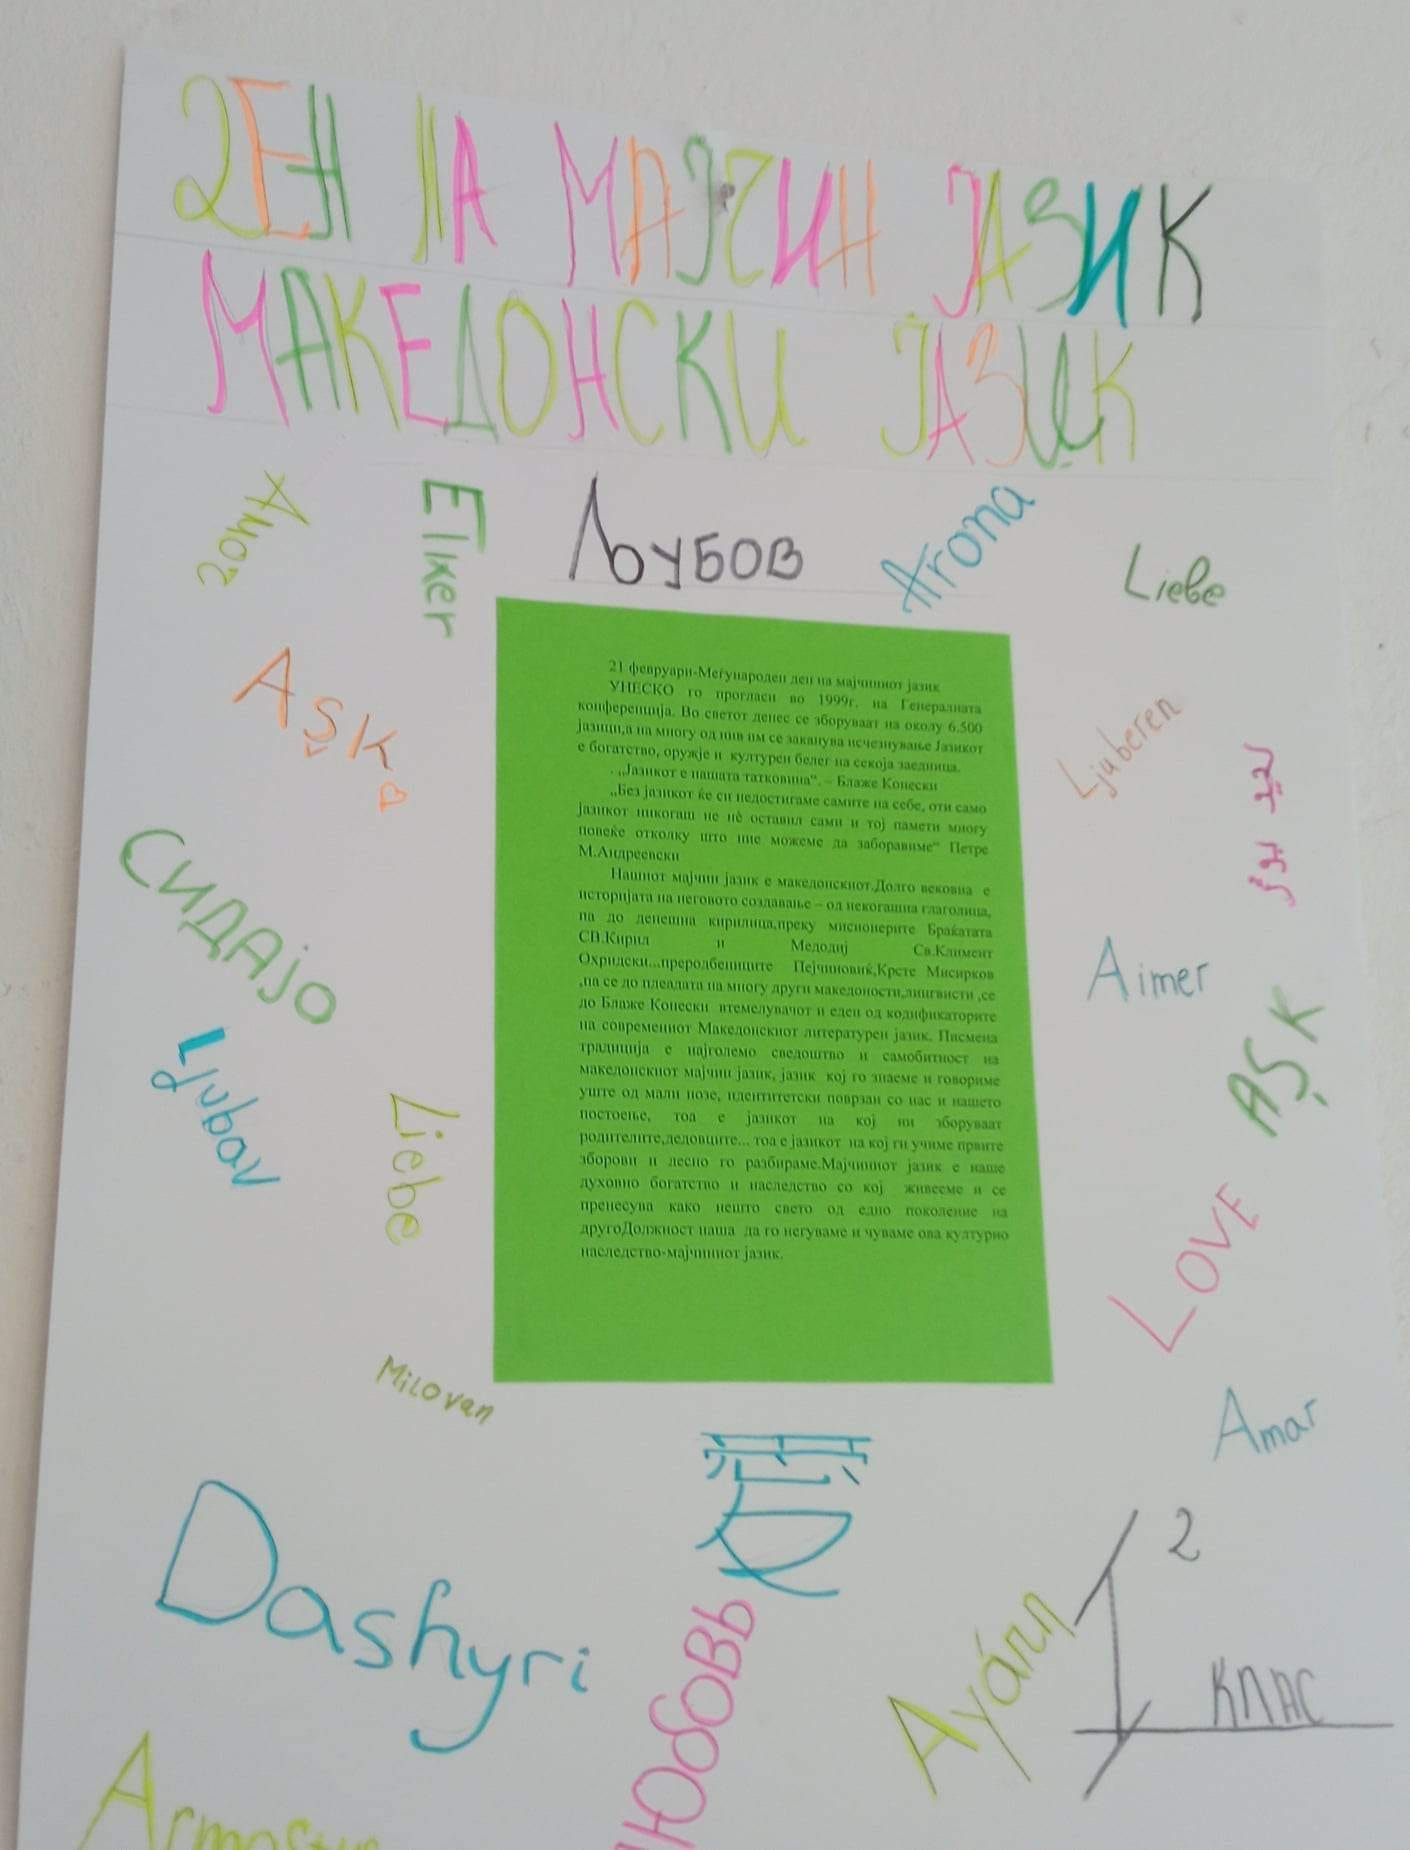 ДЕН НА МАЈЧИН ЈАЗИК
МАКЕДОНСКИ ЈАЗИК
Amor
Elker
ЉУБОВ
Arona
Liebe
AŞK
Ljuberen
21 февруари-Меѓународен ден на мајчиниот јазик
УНЕСКО го прогласи во 1999г. на Генералната
конференција. Во светот денес се зборуваат на околу 6.500
јазици,а на многу од нив им се заканува исчезнување Јазикот
е богатство, оружје и културен белег на секоја заедница.
. „Јазикот е нашата татковина“. – Блаже Конески
„Без јазикот ќе си недостигаме самите на себе, оти само
јазикот никогаш не нѐ оставил сами и тој памети многу
повеќе отколку што ние можеме да заборавиме“ Петре
М.Андреевски
Нашиот мајчин јазик е македонскиот.Долго вековна е
историјата на неговото создавање – од некогашна глаголица,
па до денешна кирилица,преку мисионерите Браќатата
СВ.Кирил и Медодиј Св.Климент
Охридски...преродбениците Пејчиновиќ,Крсте Мисирков
,па се до плеадата на многу други македоности,лингвисти ,се
до Блаже Конески втемелувачот и еден од кодификаторите
на современиот Македонскиот литературен јазик. Писмена
традиција е најголемо сведоштво и самобитност на
македонскиот мајчин јазик, јазик кој го знаеме и говориме
уште од мали нозе, идентитетски поврзан со нас и нашето
постоење, тоа е јазикот на кој ни зборуваат
родителите,дедовците... тоа е јазикот на кој ги учиме првите
зборови и лесно го разбираме.Мајчиниот јазик е наше
духовно богатство и наследство со кој живееме и се
пренесува како нешто свето од едно поколение на
другоДолжност наша да го негуваме и чуваме ова културно
наследство-мајчиниот јазик.
СИДАЈО
Aimer
AŞK
Ljubav
Liebe
LOVE
Milovan
Amar
Dashyri
ЮБОВЬ
Ayánn
I 2
КЛАС